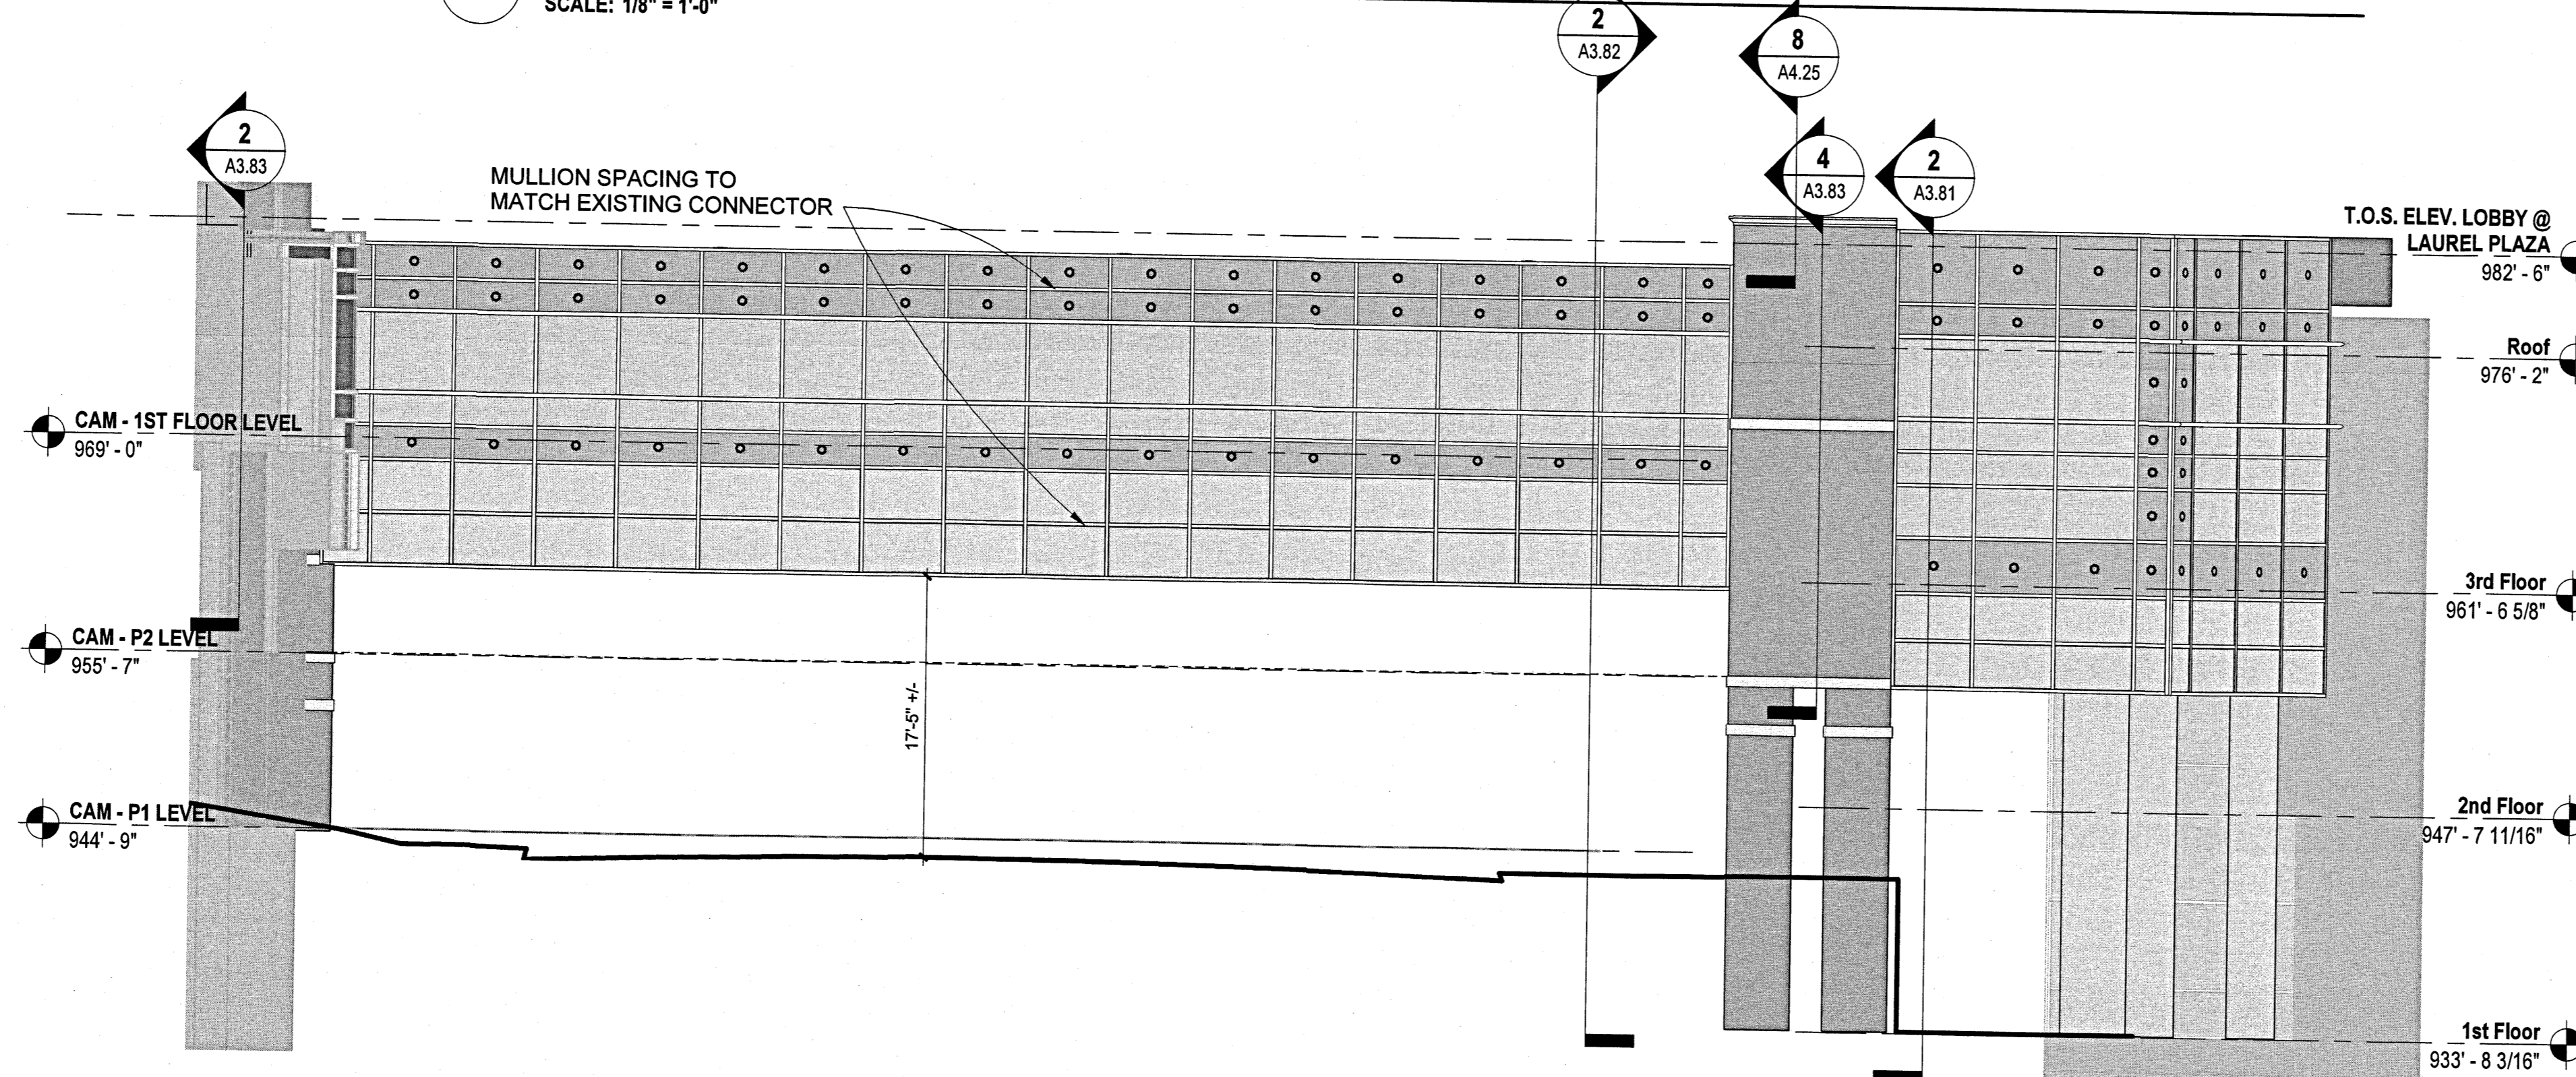 SCALE: 1/8" = 1'-0"
2
A3.82
8
A4.25
2
A3.83
4
A3.83
2
A3.81
MULLION SPACING TO
MATCH EXISTING CONNECTOR
T.O.S. ELEV. LOBBY @
LAUREL PLAZA
982' - 6"
Roof
976' - 2"
CAM - 1ST FLOOR LEVEL
969' - 0"
3rd Floor
961' - 6 5/8"
CAM - P2 LEVEL
955' - 7"
17'-5" +/-
CAM - P1 LEVEL
944' - 9"
2nd Floor
947' - 7 11/16"
1st Floor
933' - 8 3/16"